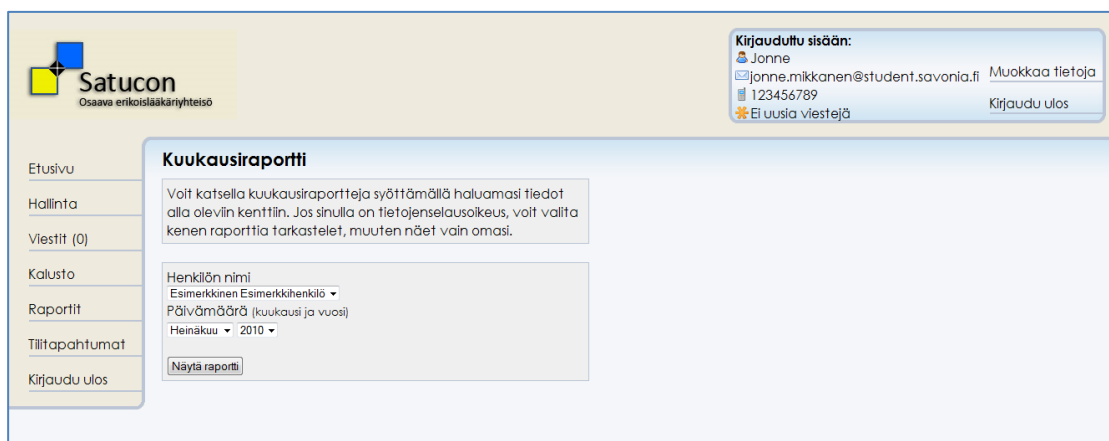 Satucon
Osaava erikoislääkäriyhteisö
Kirjauduttu sisään:
Jonne
jonne.mikkanen@student.savonia.fi
123456789
Ei uusia viestejä
Muokkaa tietoja
Kirjaudu ulos
Etusivu
Hallinta
Viestit (0)
Kalusto
Raportit
Tilitapahtumat
Kirjaudu ulos
Kuukausiraportti
Voit katsella kuukausiraportteja syöttämällä haluamasi tiedot
alla oleviin kenttiin. Jos sinulla on tietojenselausoikeus, voit valita
kenen raporttia tarkastelet, muuten näet vain omasi.
Henkilön nimi
Esimerkkinen Esimerkkihenkilö
Päivämäärä (kuukausi ja vuosi)
Heinäkuu 2010
Näytä raportti